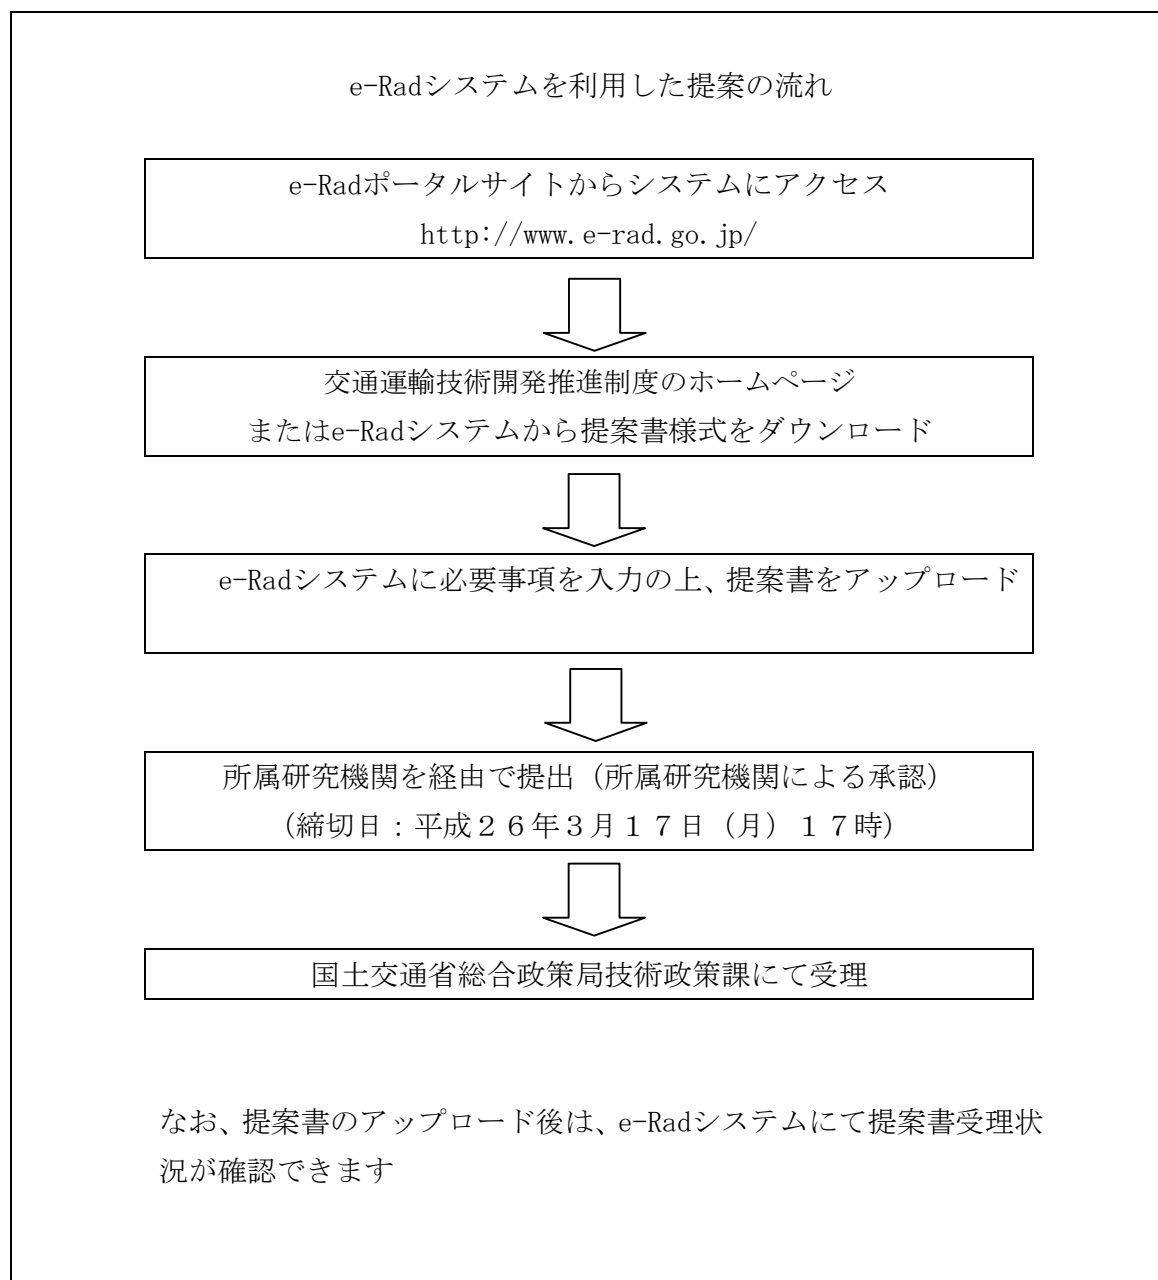 e-Radシステムを利用した提案の流れ
e-Radポータルサイトからシステムにアクセス
http://www.e-rad.go.jp/
交通運輸技術開発推進制度のホームページ
またはe-Radシステムから提案書様式をダウンロード
e-Radシステムに必要事項を入力の上、提案書をアップロード
所属研究機関を経由で提出（所属研究機関による承認）
（締切日：平成２６年３月１７日（月）１７時）
国土交通省総合政策局技術政策課にて受理
なお、提案書のアップロード後は、e-Radシステムにて提案書受理状
況が確認できます